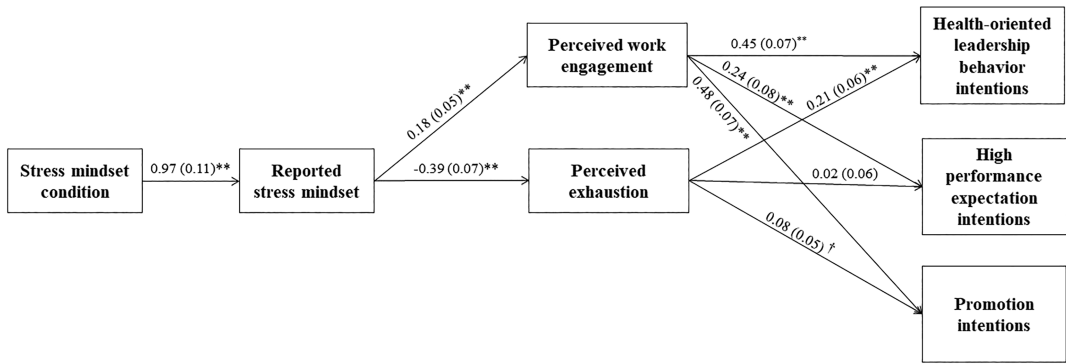 Stress mindset
condition
0.97 (0.11)**
Reported
stress mindset
0.18 (0.05)**
-0.39 (0.07)**
Perceived work
engagement
Perceived
exhaustion
0.45 (0.07)**
0.24 (0.08)**
0.48 (0.07)**
0.21 (0.06)**
0.02 (0.06)
0.08 (0.05) †
Health-oriented
leadership
behavior
intentions
High
performance
expectation
intentions
Promotion
intentions